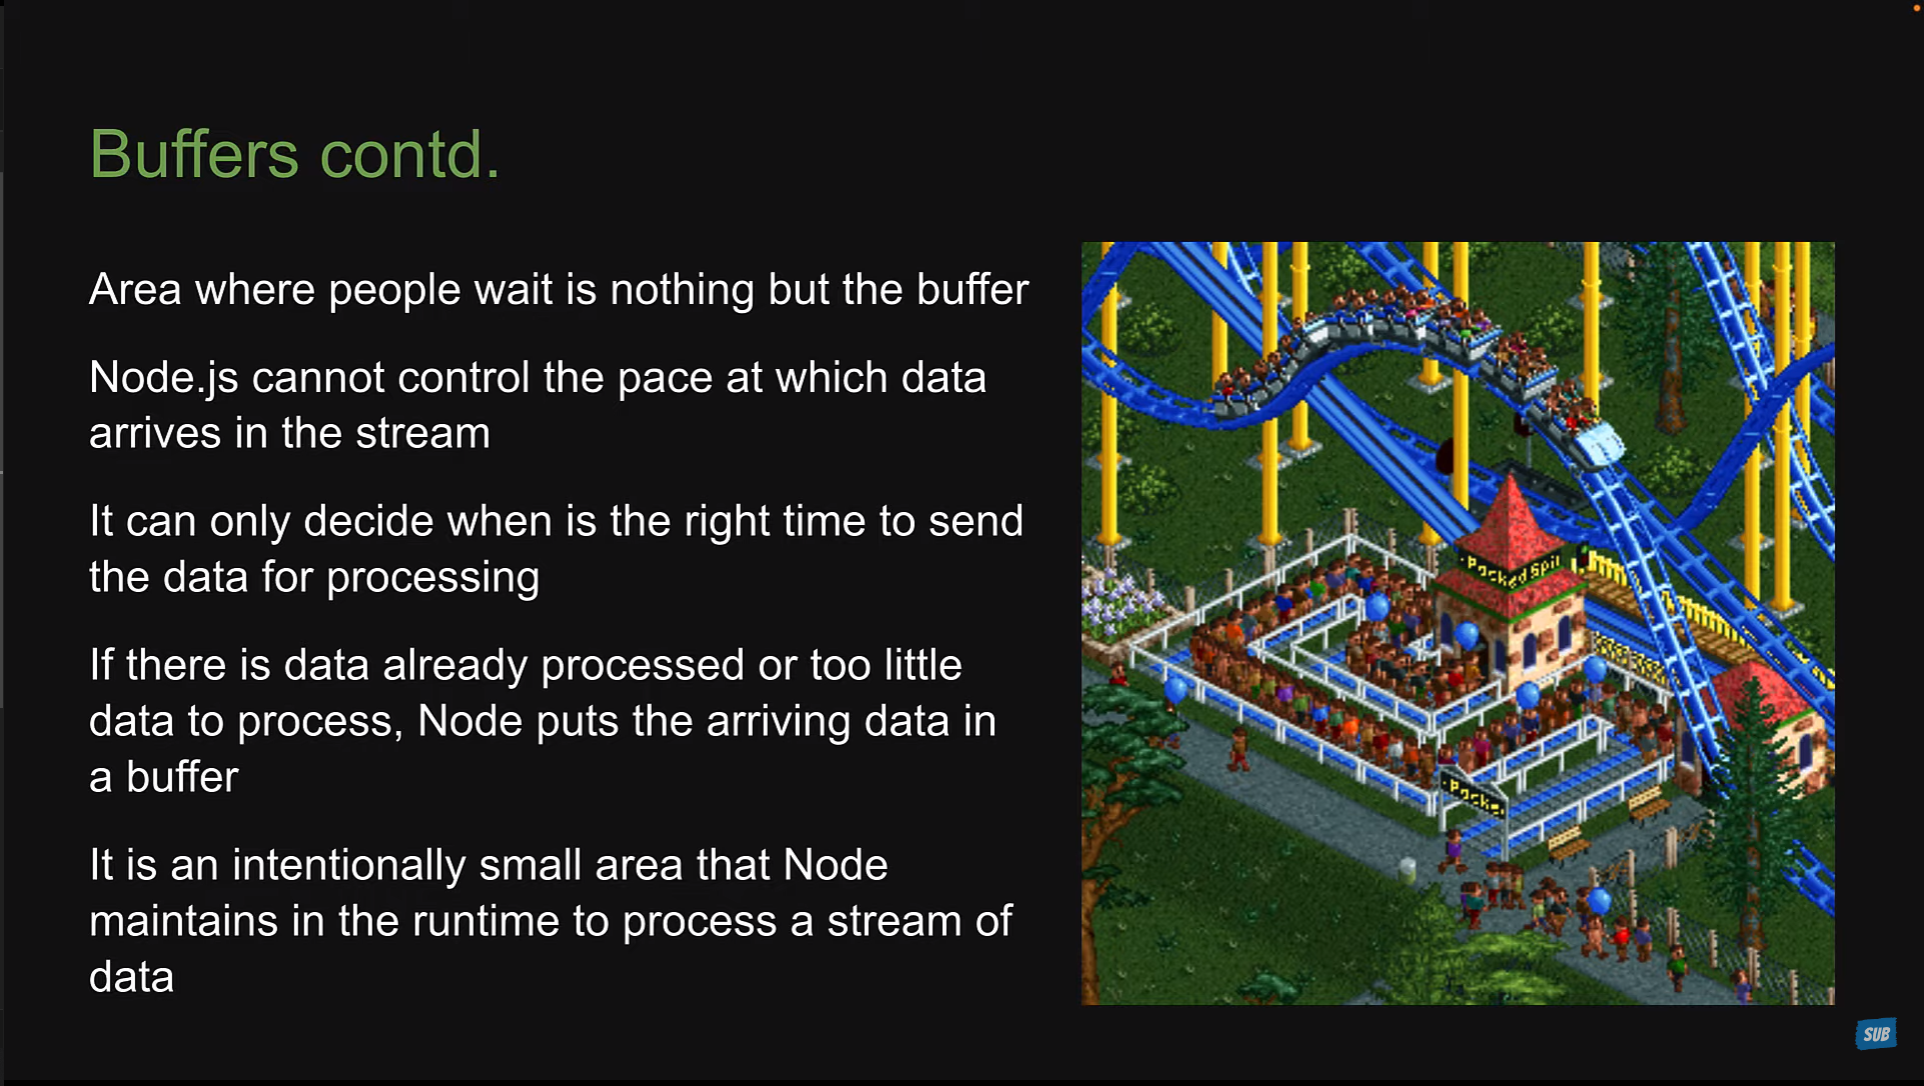 Buffers contd.
Area where people wait is nothing but the buffer
Node.js cannot control the pace at which data
arrives in the stream
It can only decide when is the right time to send
the data for processing
If there is data already processed or too little
data to process, Node puts the arriving data in
a buffer
It is an intentionally small area that Node
maintains in the runtime to process a stream of
data
Packed Spit
Packe
SUB